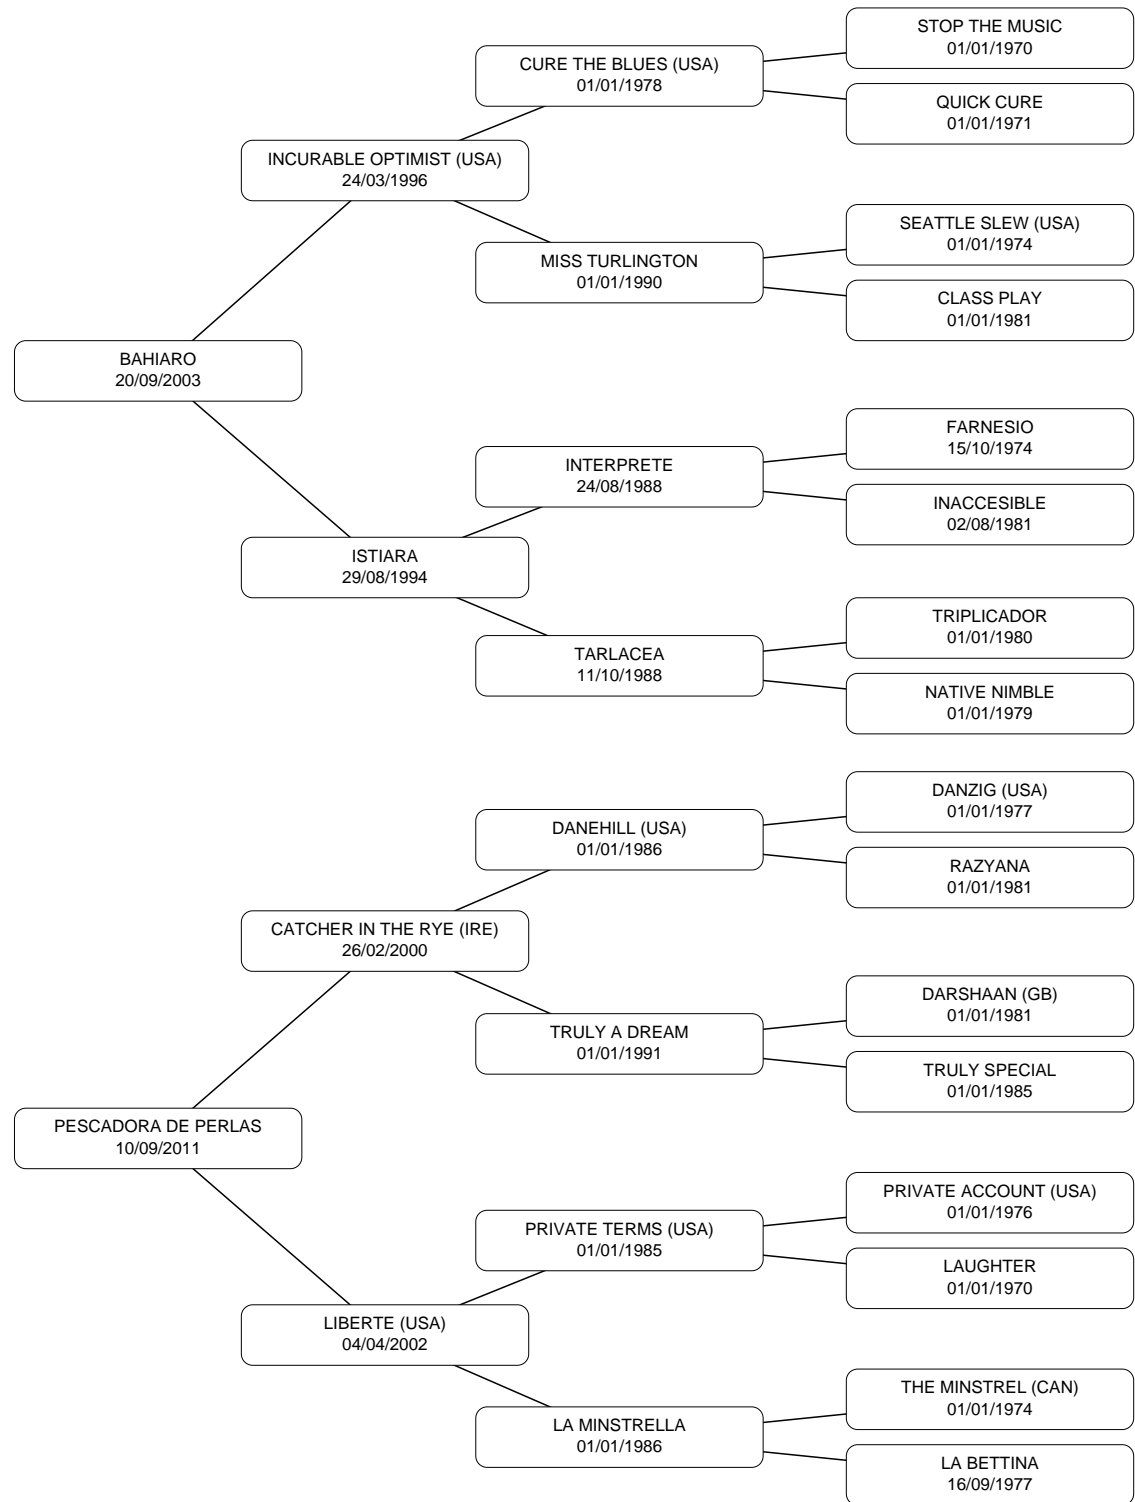 STOP THE MUSIC
01/01/1970
CURE THE BLUES (USA)
01/01/1978
QUICK CURE
01/01/1971
INCURABLE OPTIMIST (USA)
24/03/1996
SEATTLE SLEW (USA)
01/01/1974
MISS TURLINGTON
01/01/1990
CLASS PLAY
01/01/1981
BAHIARO
20/09/2003
FARNESIO
15/10/1974
INTERPRETE
24/08/1988
INACCESIBLE
02/08/1981
ISTIARA
29/08/1994
TRIPLICADOR
01/01/1980
TARLACEA
11/10/1988
NATIVE NIMBLE
01/01/1979
DANZIG (USA)
01/01/1977
DANEHILL (USA)
01/01/1986
RAZYANA
01/01/1981
CATCHER IN THE RYE (IRE)
26/02/2000
DARSHAAN (GB)
01/01/1981
TRULY A DREAM
01/01/1991
TRULY SPECIAL
01/01/1985
PESCADORA DE PERLAS
10/09/2011
PRIVATE ACCOUNT (USA)
01/01/1976
PRIVATE TERMS (USA)
01/01/1985
LAUGHTER
01/01/1970
LIBERTE (USA)
04/04/2002
THE MINSTREL (CAN)
01/01/1974
LA MINSTRELLA
01/01/1986
LA BETTINA
16/09/1977